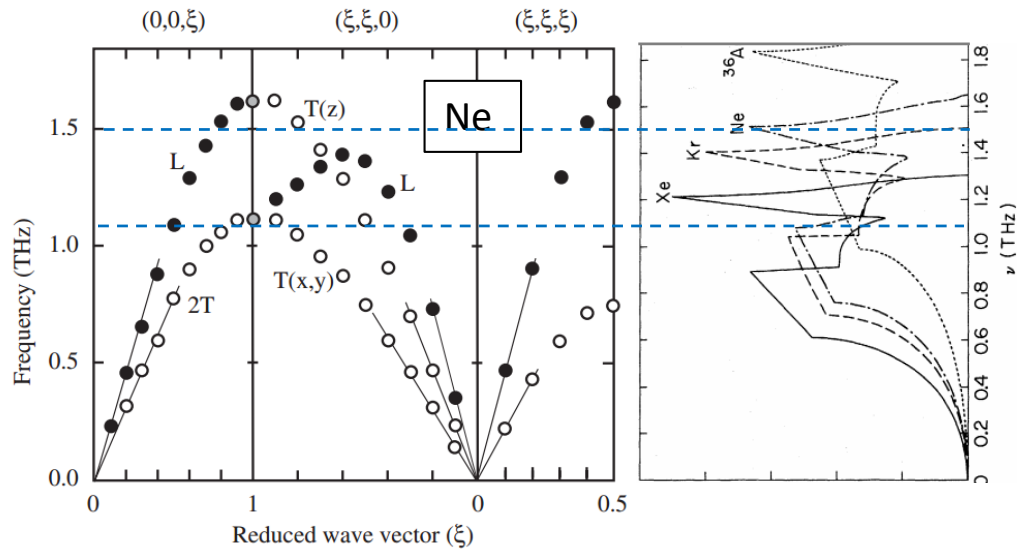 (0,0,ξ)
(ξ,ξ,0)
(ξ,ξ,ξ)
Ne
T(z)
L
L
T(x,y)
2T
1.5
1.0
0.5
0.0
Frequency (THz)
0
1
0
0.5
Reduced wave vector (ξ)
36A
Ne
Kr
Xe
1.8
1.6
1.4
1.2
1.0
0.8
0.6
0.4
0.2
0
ν (THz)